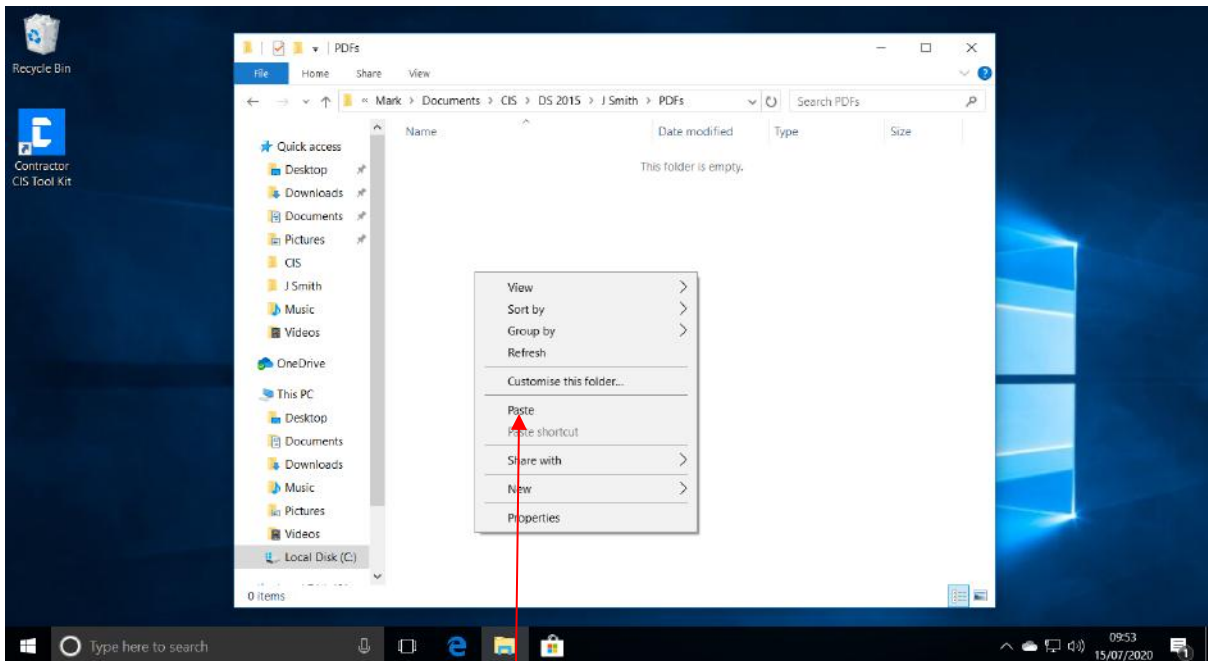 Recycle Bin
Contractor
CIS Tool Kit
PDFs
File Home Share View
« Mark > Documents > CIS > DS 2015 > J Smith > PDFs
Search PDFs
Name Date modified Type Size
This folder is empty.
Quick access
Desktop
Downloads
Documents
Pictures
CIS
J Smith
Music
Videos
OneDrive
This PC
Desktop
Documents
Downloads
Music
Pictures
Videos
Local Disk (C:)
0 items
View
Sort by
Group by
Refresh
Customise this folder...
Paste
Paste shortcut
Share with
New
Properties
Type here to search
09:53
15/07/2020
1